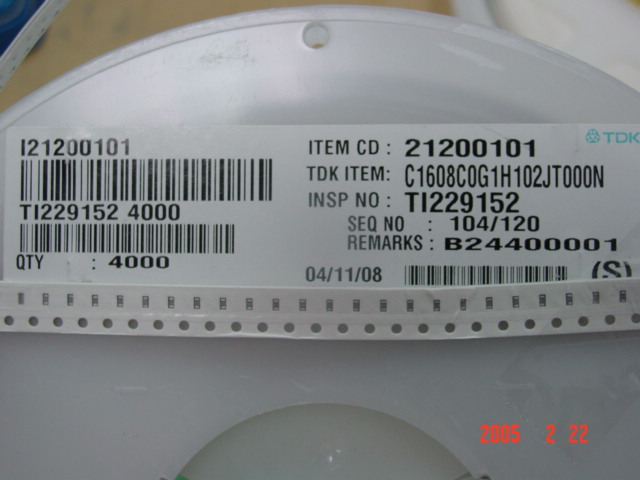 TDK
I21200101
TI229152 4000
QTY : 4000
ITEM CD : 21200101
TDK ITEM: C1608C0G1H102JT000N
INSP NO : TI229152
SEQ NO : 104/120
REMARKS : B24400001
04/11/08
(S)
2005 2 22